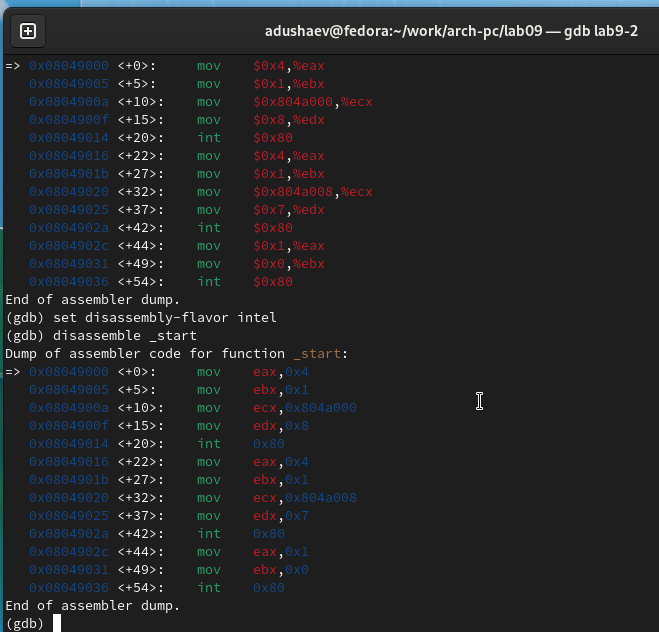 adushaev@fedora:~/work/arch-pc/lab09 — gdb lab9-2
=> 0x08049000 <+0>:     mov    $0x4,%eax
   0x08049005 <+5>:     mov    $0x1,%ebx
   0x0804900a <+10>:    mov    $0x804a000,%ecx
   0x0804900f <+15>:    mov    $0x8,%edx
   0x08049014 <+20>:    int    $0x80
   0x08049016 <+22>:    mov    $0x4,%eax
   0x0804901b <+27>:    mov    $0x1,%ebx
   0x08049020 <+32>:    mov    $0x804a008,%ecx
   0x08049025 <+37>:    mov    $0x7,%edx
   0x0804902a <+42>:    int    $0x80
   0x0804902c <+44>:    mov    $0x1,%eax
   0x08049031 <+49>:    mov    $0x0,%ebx
   0x08049036 <+54>:    int    $0x80
End of assembler dump.
(gdb) set disassembly-flavor intel
(gdb) disassemble _start
Dump of assembler code for function _start:
=> 0x08049000 <+0>:     mov    eax,0x4
   0x08049005 <+5>:     mov    ebx,0x1
   0x0804900a <+10>:    mov    ecx,0x804a000
   0x0804900f <+15>:    mov    edx,0x8
   0x08049014 <+20>:    int    0x80
   0x08049016 <+22>:    mov    eax,0x4
   0x0804901b <+27>:    mov    ebx,0x1
   0x08049020 <+32>:    mov    ecx,0x804a008
   0x08049025 <+37>:    mov    edx,0x7
   0x0804902a <+42>:    int    0x80
   0x0804902c <+44>:    mov    eax,0x1
   0x08049031 <+49>:    mov    ebx,0x0
   0x08049036 <+54>:    int    0x80
End of assembler dump.
(gdb)